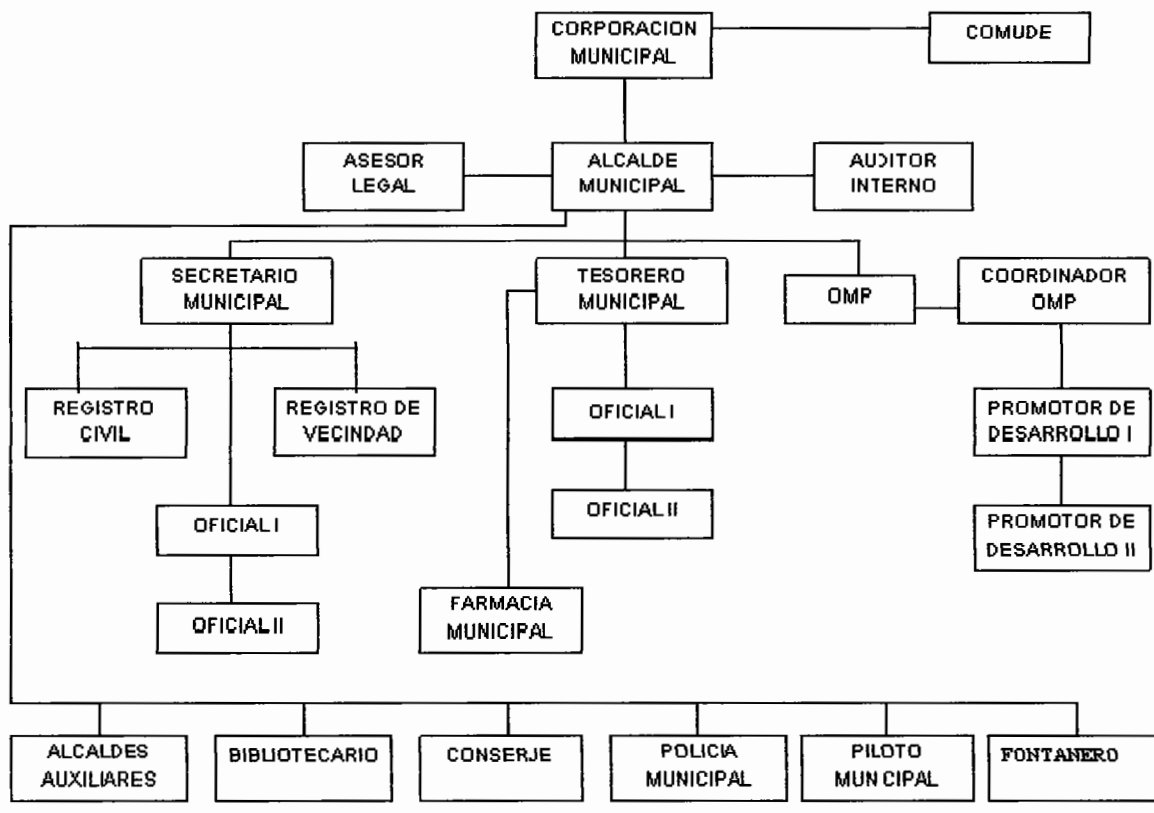 CORPORACION
MUNICIPAL
COMUDE
ASESOR
LEGAL
ALCALDE
MUNICIPAL
AUDITOR
INTERNO
SECRETARIO
MUNICIPAL
TESORERO
MUNICIPAL
OMP
COORDINADOR
OMP
REGISTRO
CIVIL
REGISTRO DE
VECINDAD
OFICIAL I
PROMOTOR DE
DESARROLLO I
OFICIAL I
OFICIAL II
PROMOTOR DE
DESARROLLO II
OFICIAL II
FARMACIA
MUNICIPAL
ALCALDES
AUXILIARES
BIBLIOTECARIO
CONSERJE
POLICIA
MUNICIPAL
PILOTO
MUNCIPAL
FONTANERO